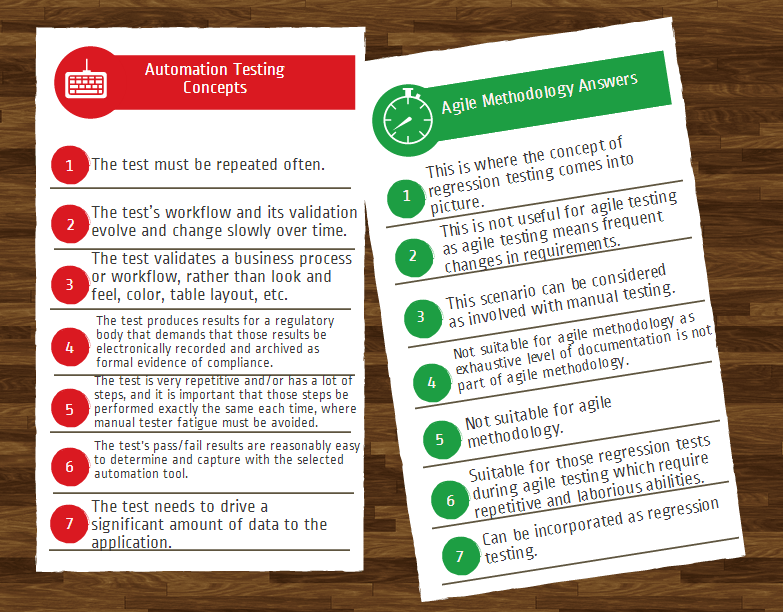 Automation Testing
Concepts
1 The test must be repeated often.
2 The test's workflow and its validation
evolve and change slowly over time.
3 The test validates a business process
or workflow, rather than look and
feel, color, table layout, etc.
4 The test produces results for a regulatory
body that demands that those results be
electronically recorded and archived as
formal evidence of compliance.
5 The test is very repetitive and/or has a lot of
steps, and it is important that those steps be
performed exactly the same each time, where
manual tester fatigue must be avoided.
6 The test's pass/fail results are reasonably easy
to determine and capture with the selected
automation tool.
7 The test needs to drive a
significant amount of data to the
application.
Agile Methodology Answers
1 This is where the concept of
regression testing comes into
picture.
2 This is not useful for agile testing
as agile testing means frequent
changes in requirements.
3 This scenario can be considered
as involved with manual testing.
4 Not suitable for agile methodology as
exhaustive level of documentation is not
part of agile methodology.
5 Not suitable for agile
methodology.
6 Suitable for those regression tests
during agile testing which require
repetitive and laborious abilities.
7 Can be incorporated as regression
testing.